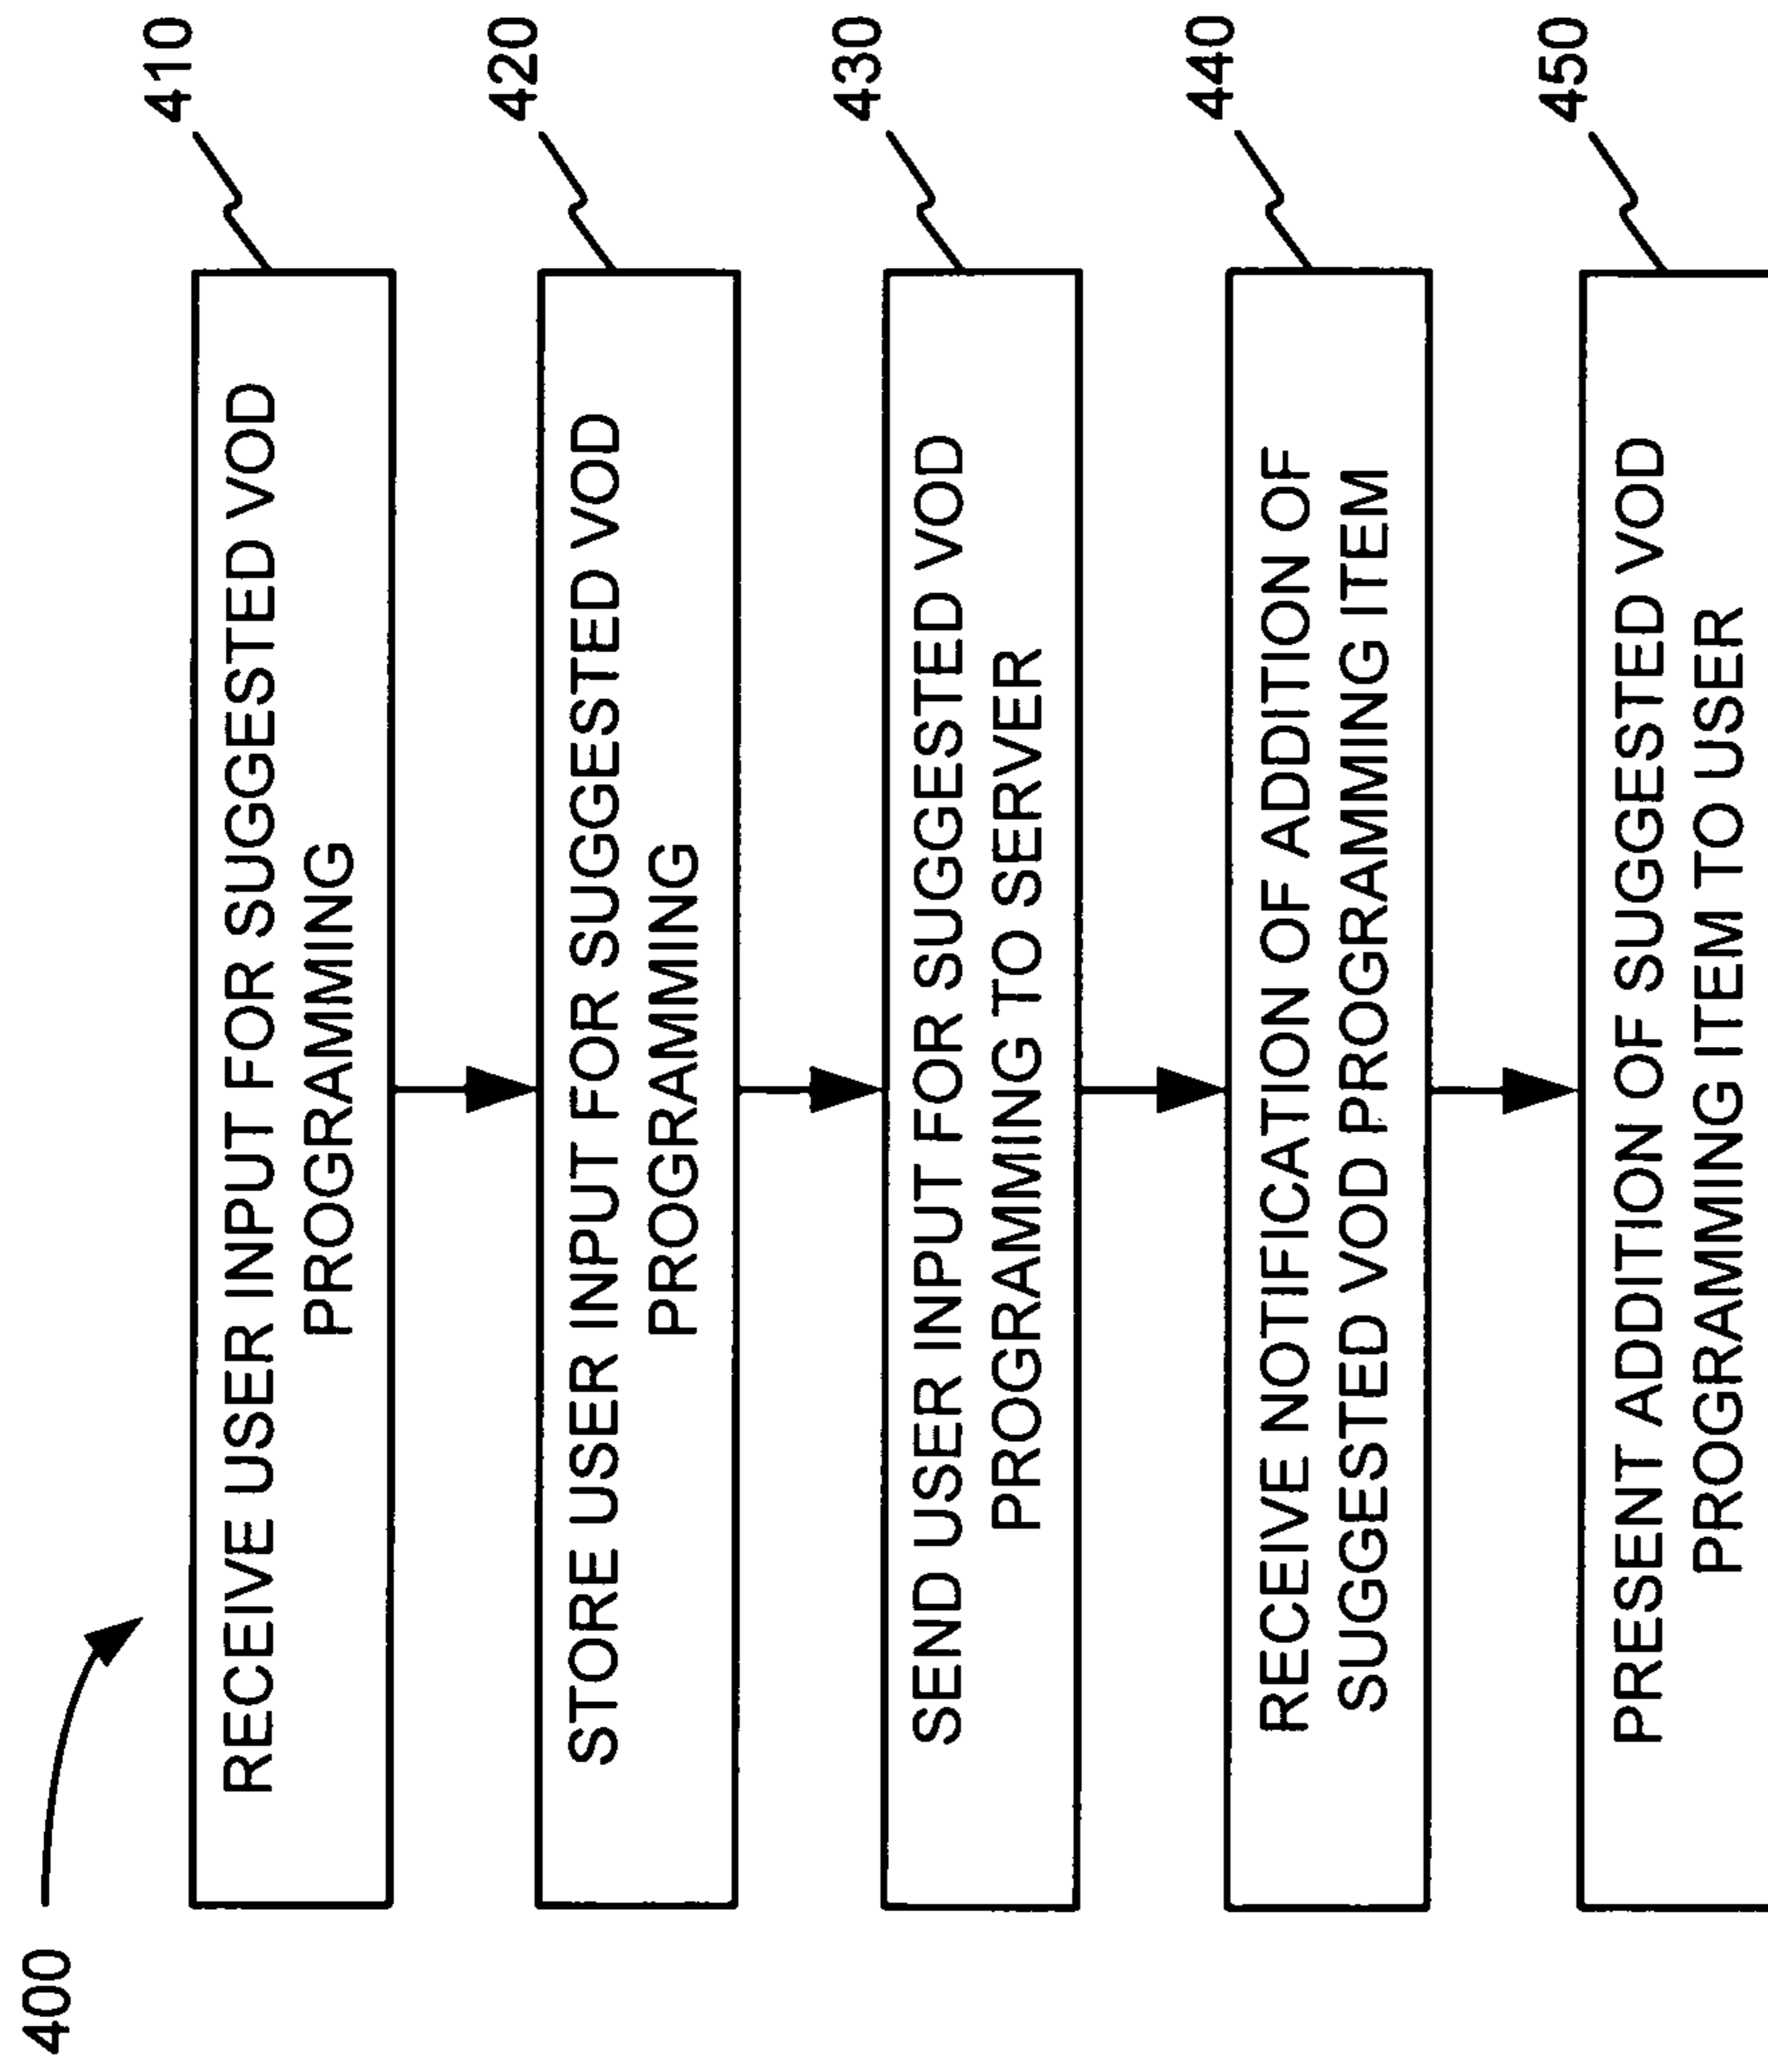 400
410
RECEIVE USER INPUT FOR SUGGESTED VOD
PROGRAMMING
420
STORE USER INPUT FOR SUGGESTED VOD
PROGRAMMING
430
SEND USER INPUT FOR SUGGESTED VOD
PROGRAMMING TO SERVER
440
RECEIVE NOTIFICATION OF ADDITION OF
SUGGESTED VOD PROGRAMMING ITEM
450
PRESENT ADDITION OF SUGGESTED VOD
PROGRAMMING ITEM TO USER